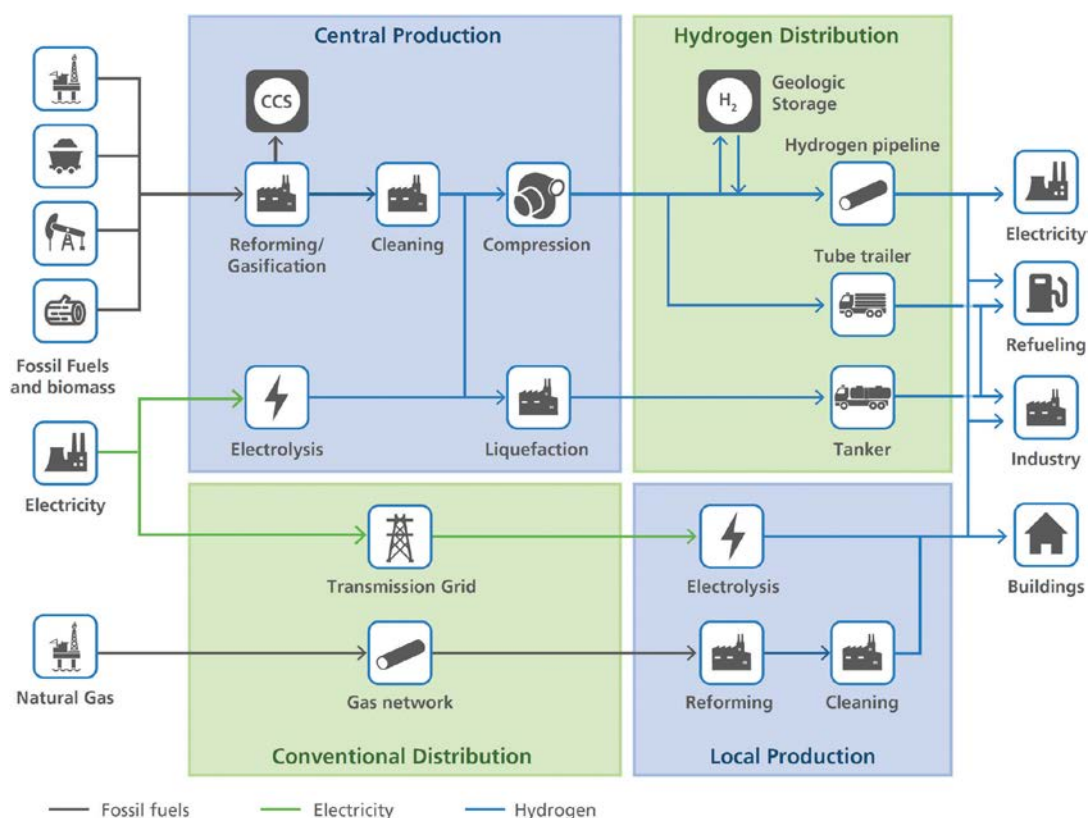 Central Production
Hydrogen Distribution
CCS
H₂
Geologic
Storage
Hydrogen pipeline
Reforming/
Gasification
Cleaning
Compression
Tube trailer
Electricity
Refueling
Fossil Fuels
and biomass
Electrolysis
Liquefaction
Tanker
Industry
Electricity
Transmission Grid
Electrolysis
Buildings
Natural Gas
Gas network
Reforming
Cleaning
Conventional Distribution
Local Production
Fossil fuels
Electricity
Hydrogen